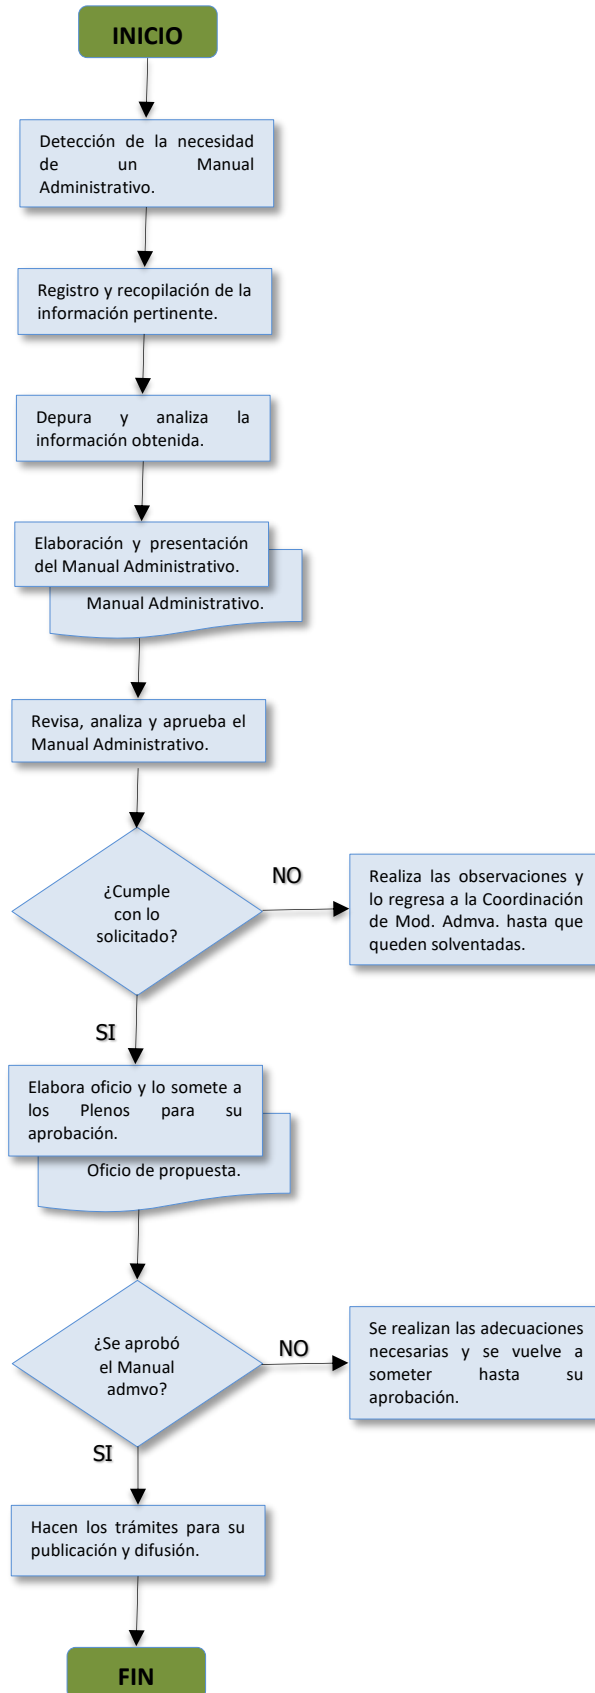 INICIO
Detección de la necesidad
de un Manual
Administrativo.
Registro y recopilación de la
información pertinente.
Depura y analiza la
información obtenida.
Elaboración y presentación
del Manual Administrativo.
Manual Administrativo.
Revisa, analiza y aprueba el
Manual Administrativo.
¿Cumple
con lo
solicitado?
NO
Realiza las observaciones y
lo regresa a la Coordinación
de Mod. Admva. hasta que
queden solventadas.
SI
Elabora oficio y lo somete a
los Plenos para su
aprobación.
Oficio de propuesta.
¿Se aprobó
el Manual
admvo?
NO
Se realizan las adecuaciones
necesarias y se vuelve a
someter hasta su
aprobación.
SI
Hacen los trámites para su
publicación y difusión.
FIN